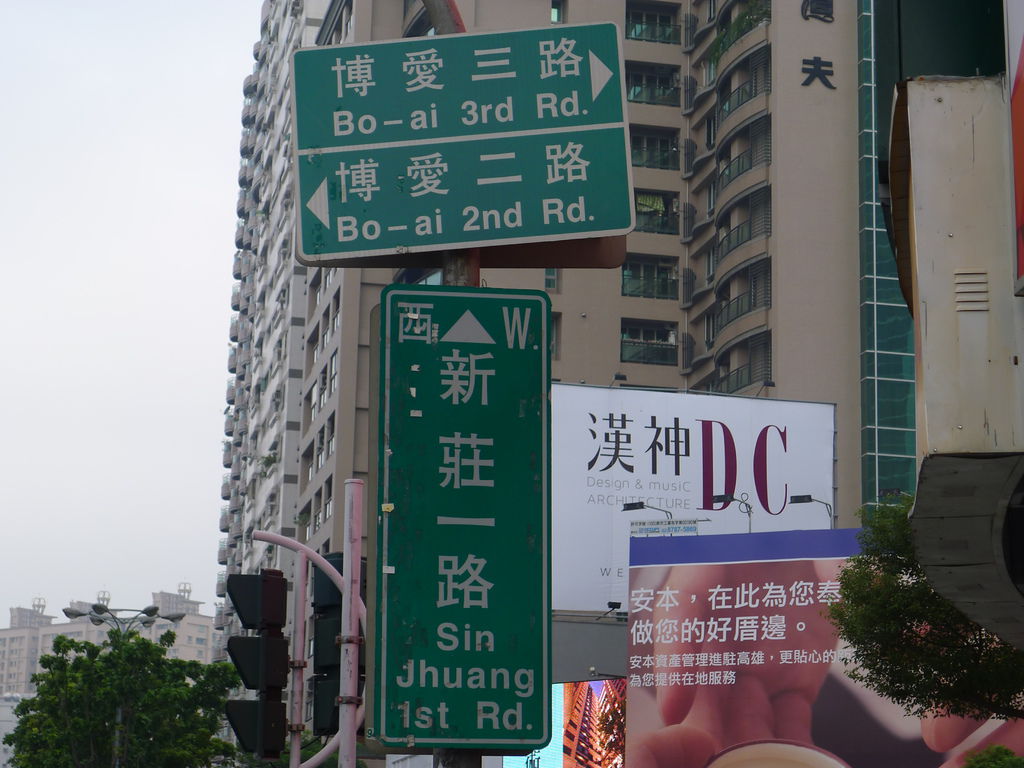 博愛三路
Bo-ai 3rd Rd.
博愛二路
Bo-ai 2nd Rd.
西 W.
新莊一路
Sin
Jhuang
1st Rd.
夫
漢神DC
Design & musiC
ARCHITECTURE
WE
安本，在此為您奉
做您的好厝邊。
安本資產管理進駐高雄，更貼心的
為您提供在地服務